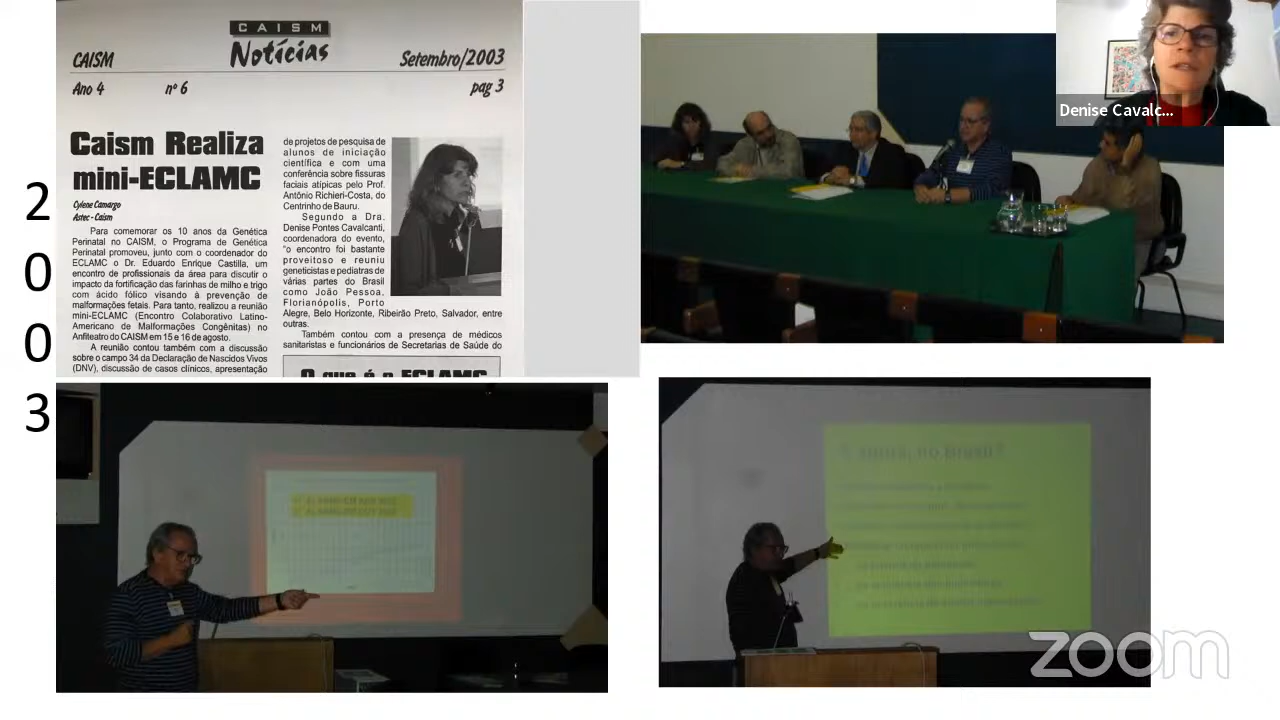 CAISM
Notícias
CAISM
Setembro/2003
Ano 4
nº 6
pag 3
Caism Realiza
mini-ECLAMC
Cylene Camargo
Astec - Caism
Para comemorar os 10 anos da Genética
Perinatal no CAISM, o Programa de Genética
Perinatal promoveu, junto com o coordenador do
ECLAMC o Dr. Eduardo Enrique Castilla, um
encontro de profissionais da área para discutir o
impacto da fortificação das farinhas de milho e trigo
com ácido fólico visando à prevenção de
malformações fetais. Para tanto, realizou a reunião
mini-ECLAMC (Encontro Colaborativo Latino-
Americano de Malformações Congênitas) no
Anfiteatro do CAISM em 15 e 16 de agosto.
A reunião contou também com a discussão
sobre o campo 34 da Declaração de Nascidos Vivos
(DNV), discussão de casos clínicos, apresentação
de projetos de pesquisa de
alunos de iniciação
científica e com uma
conferência sobre fissuras
faciais atípicas pelo Prof.
Antônio Richieri-Costa, do
Centrinho de Bauru.
Segundo a Dra.
Denise Pontes Cavalcanti,
coordenadora do evento,
"o encontro foi bastante
proveitoso e reuniu
geneticistas e pediatras de
várias partes do Brasil
como João Pessoa,
Florianópolis, Porto
Alegre, Belo Horizonte, Ribeirão Preto, Salvador, entre
outras.
Também contou com a presença de médicos
sanitaristas e funcionários de Secretarias de Saúde do
O que é o ECLAMC
2
0
0
3
Denise Cavalc...
zoom